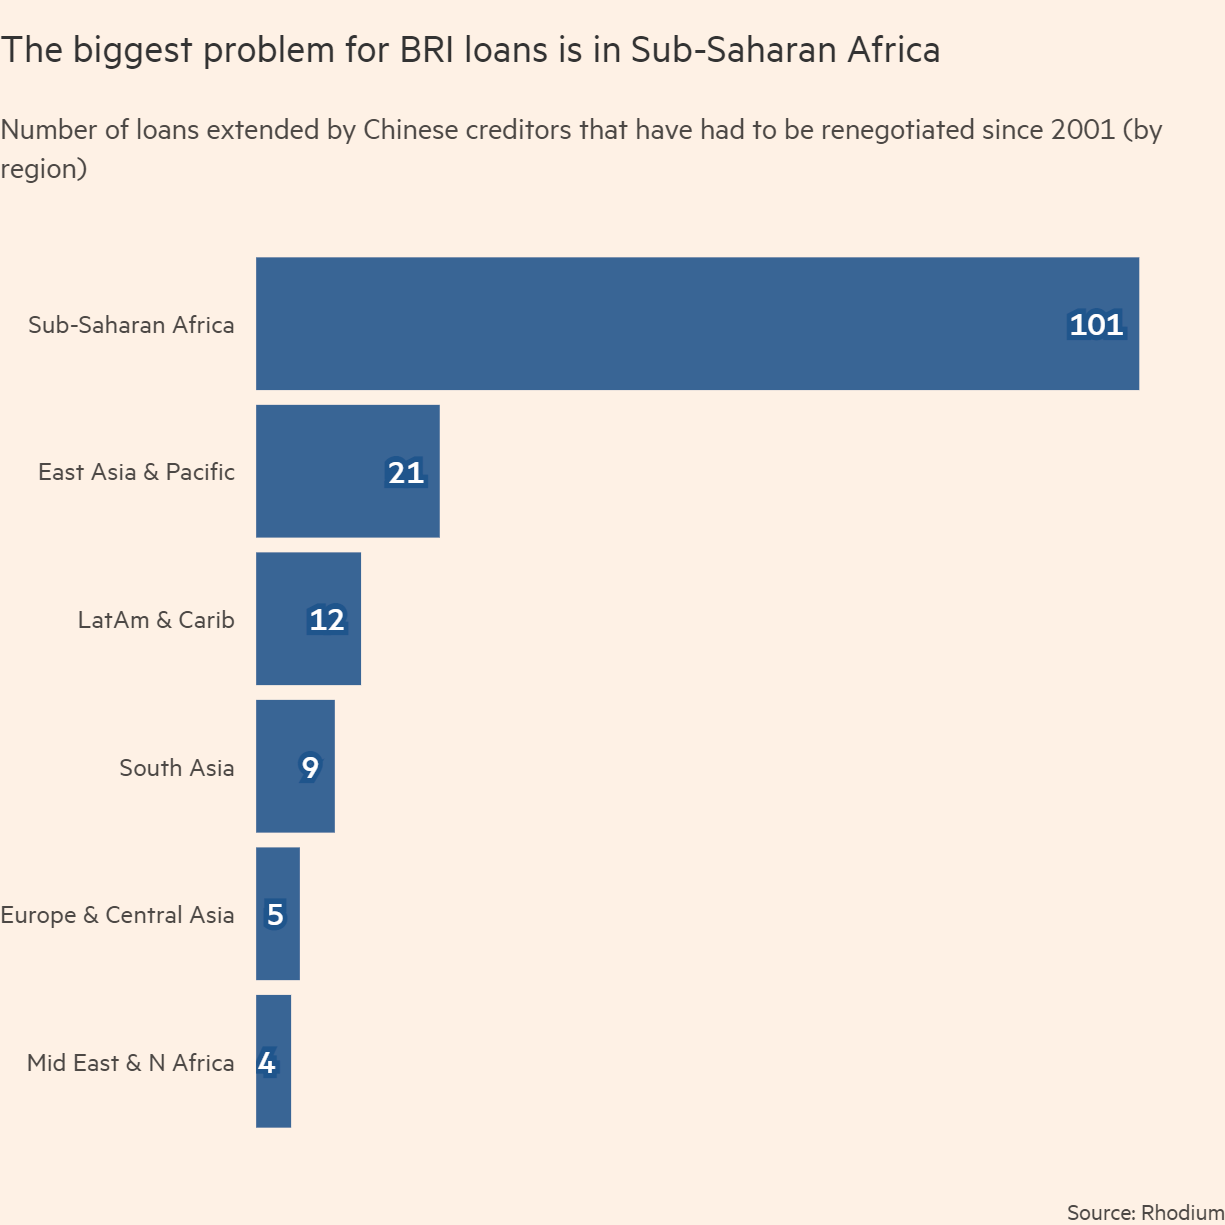 The biggest problem for BRI loans is in Sub-Saharan Africa
Number of loans extended by Chinese creditors that have had to be renegotiated since 2001 (by
region)
Sub-Saharan Africa 101
East Asia & Pacific 21
LatAm & Carib 12
South Asia 9
Europe & Central Asia 5
Mid East & N Africa 4
Source: Rhodium